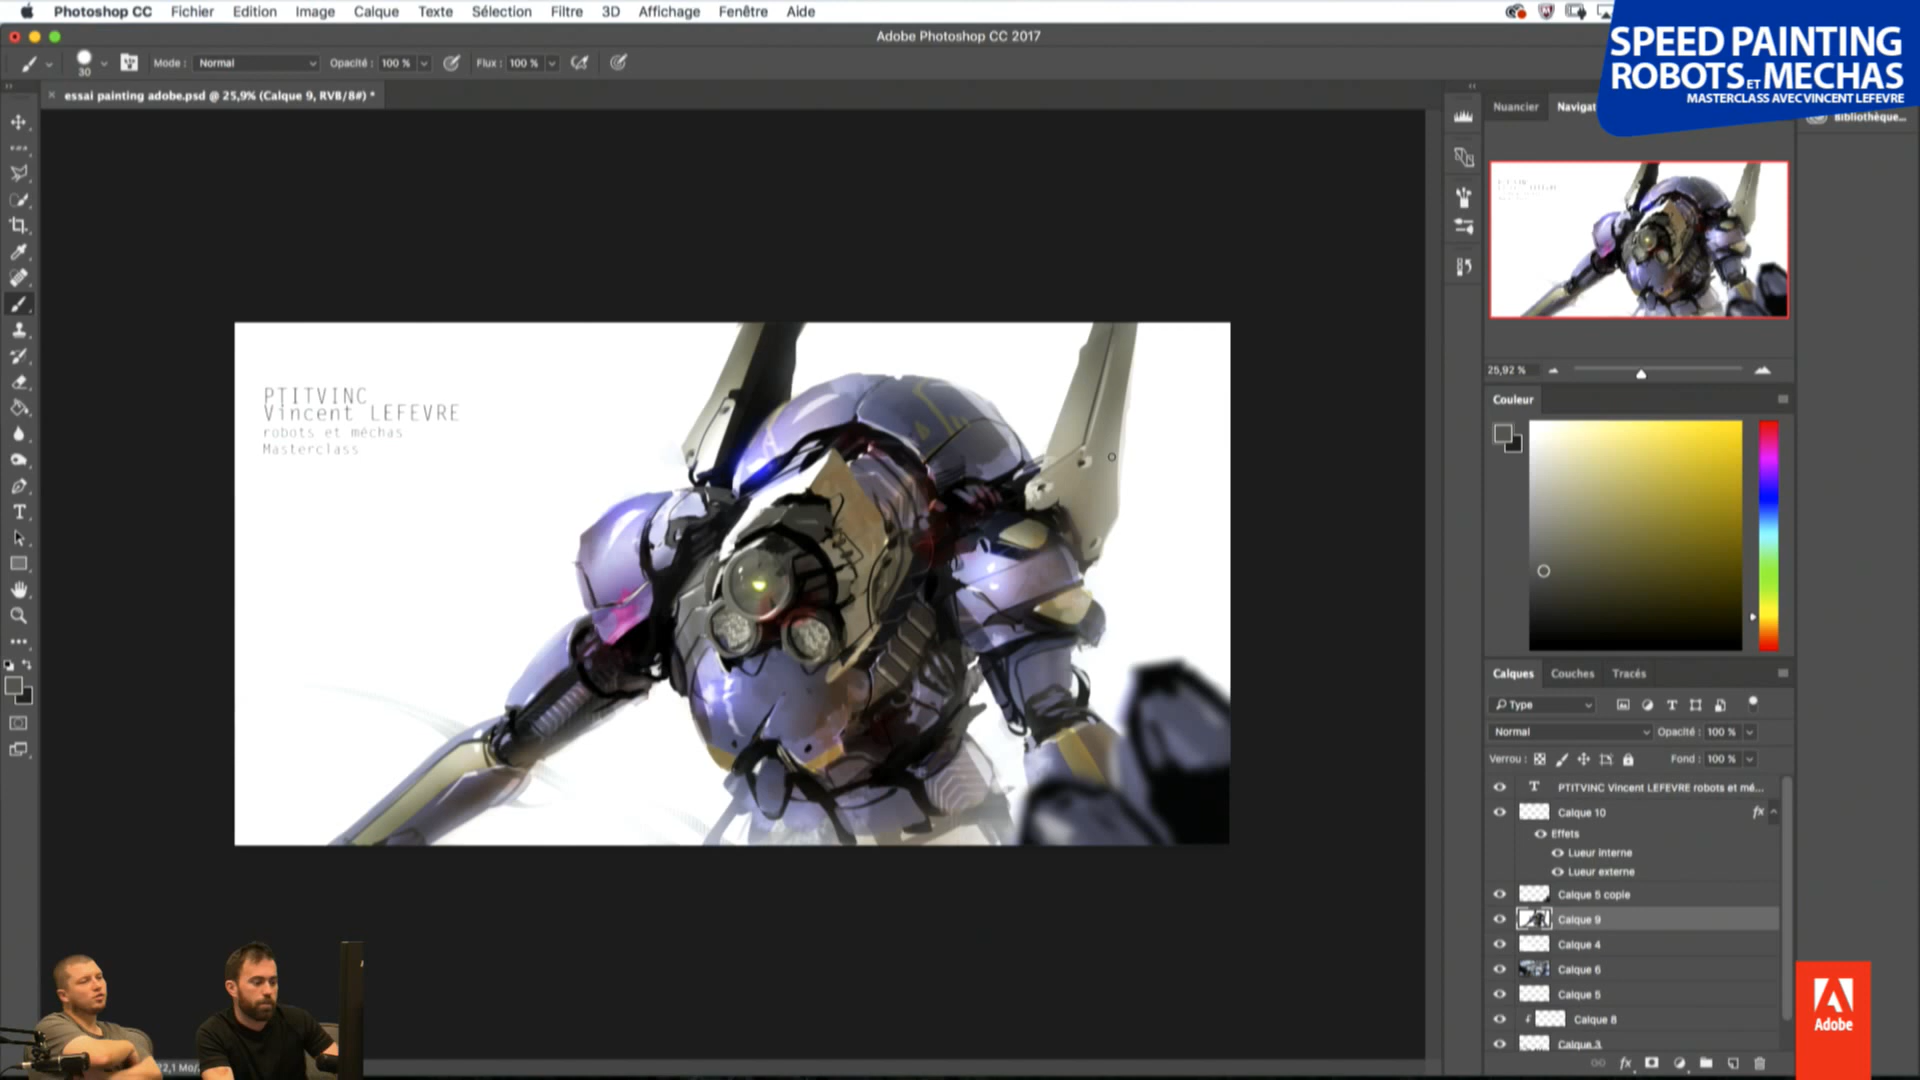 Photoshop CC Fichier Edition Image Calque Texte Sélection Filtre 3D Affichage Fenêtre Aide
Adobe Photoshop CC 2017
SPEED PAINTING
ROBOTS ET MECHAS
MASTERCLASS AVEC VINCENT LEFEVRE
30 Mode : Normal Opacité : 100 % Flux : 100 %
essai painting adobe.psd @ 25,9% (Calque 9, RVB/8#) *
Nuancier Navigat
Bibliothèque...
25,92 %
Couleur
PTITVINC
Vincent LEFEVRE
robots et méchas
Masterclass
Calques Couches Tracés
Type
Normal Opacité : 100 %
Verrou : Fond : 100 %
PTITVINC Vincent LEFEVRE robots et mé...
Calque 10 fx
Effets
Lueur interne
Lueur externe
Calque 5 copie
Calque 9
Calque 4
Calque 6
Calque 5
Calque 8
Calque 3
Adobe